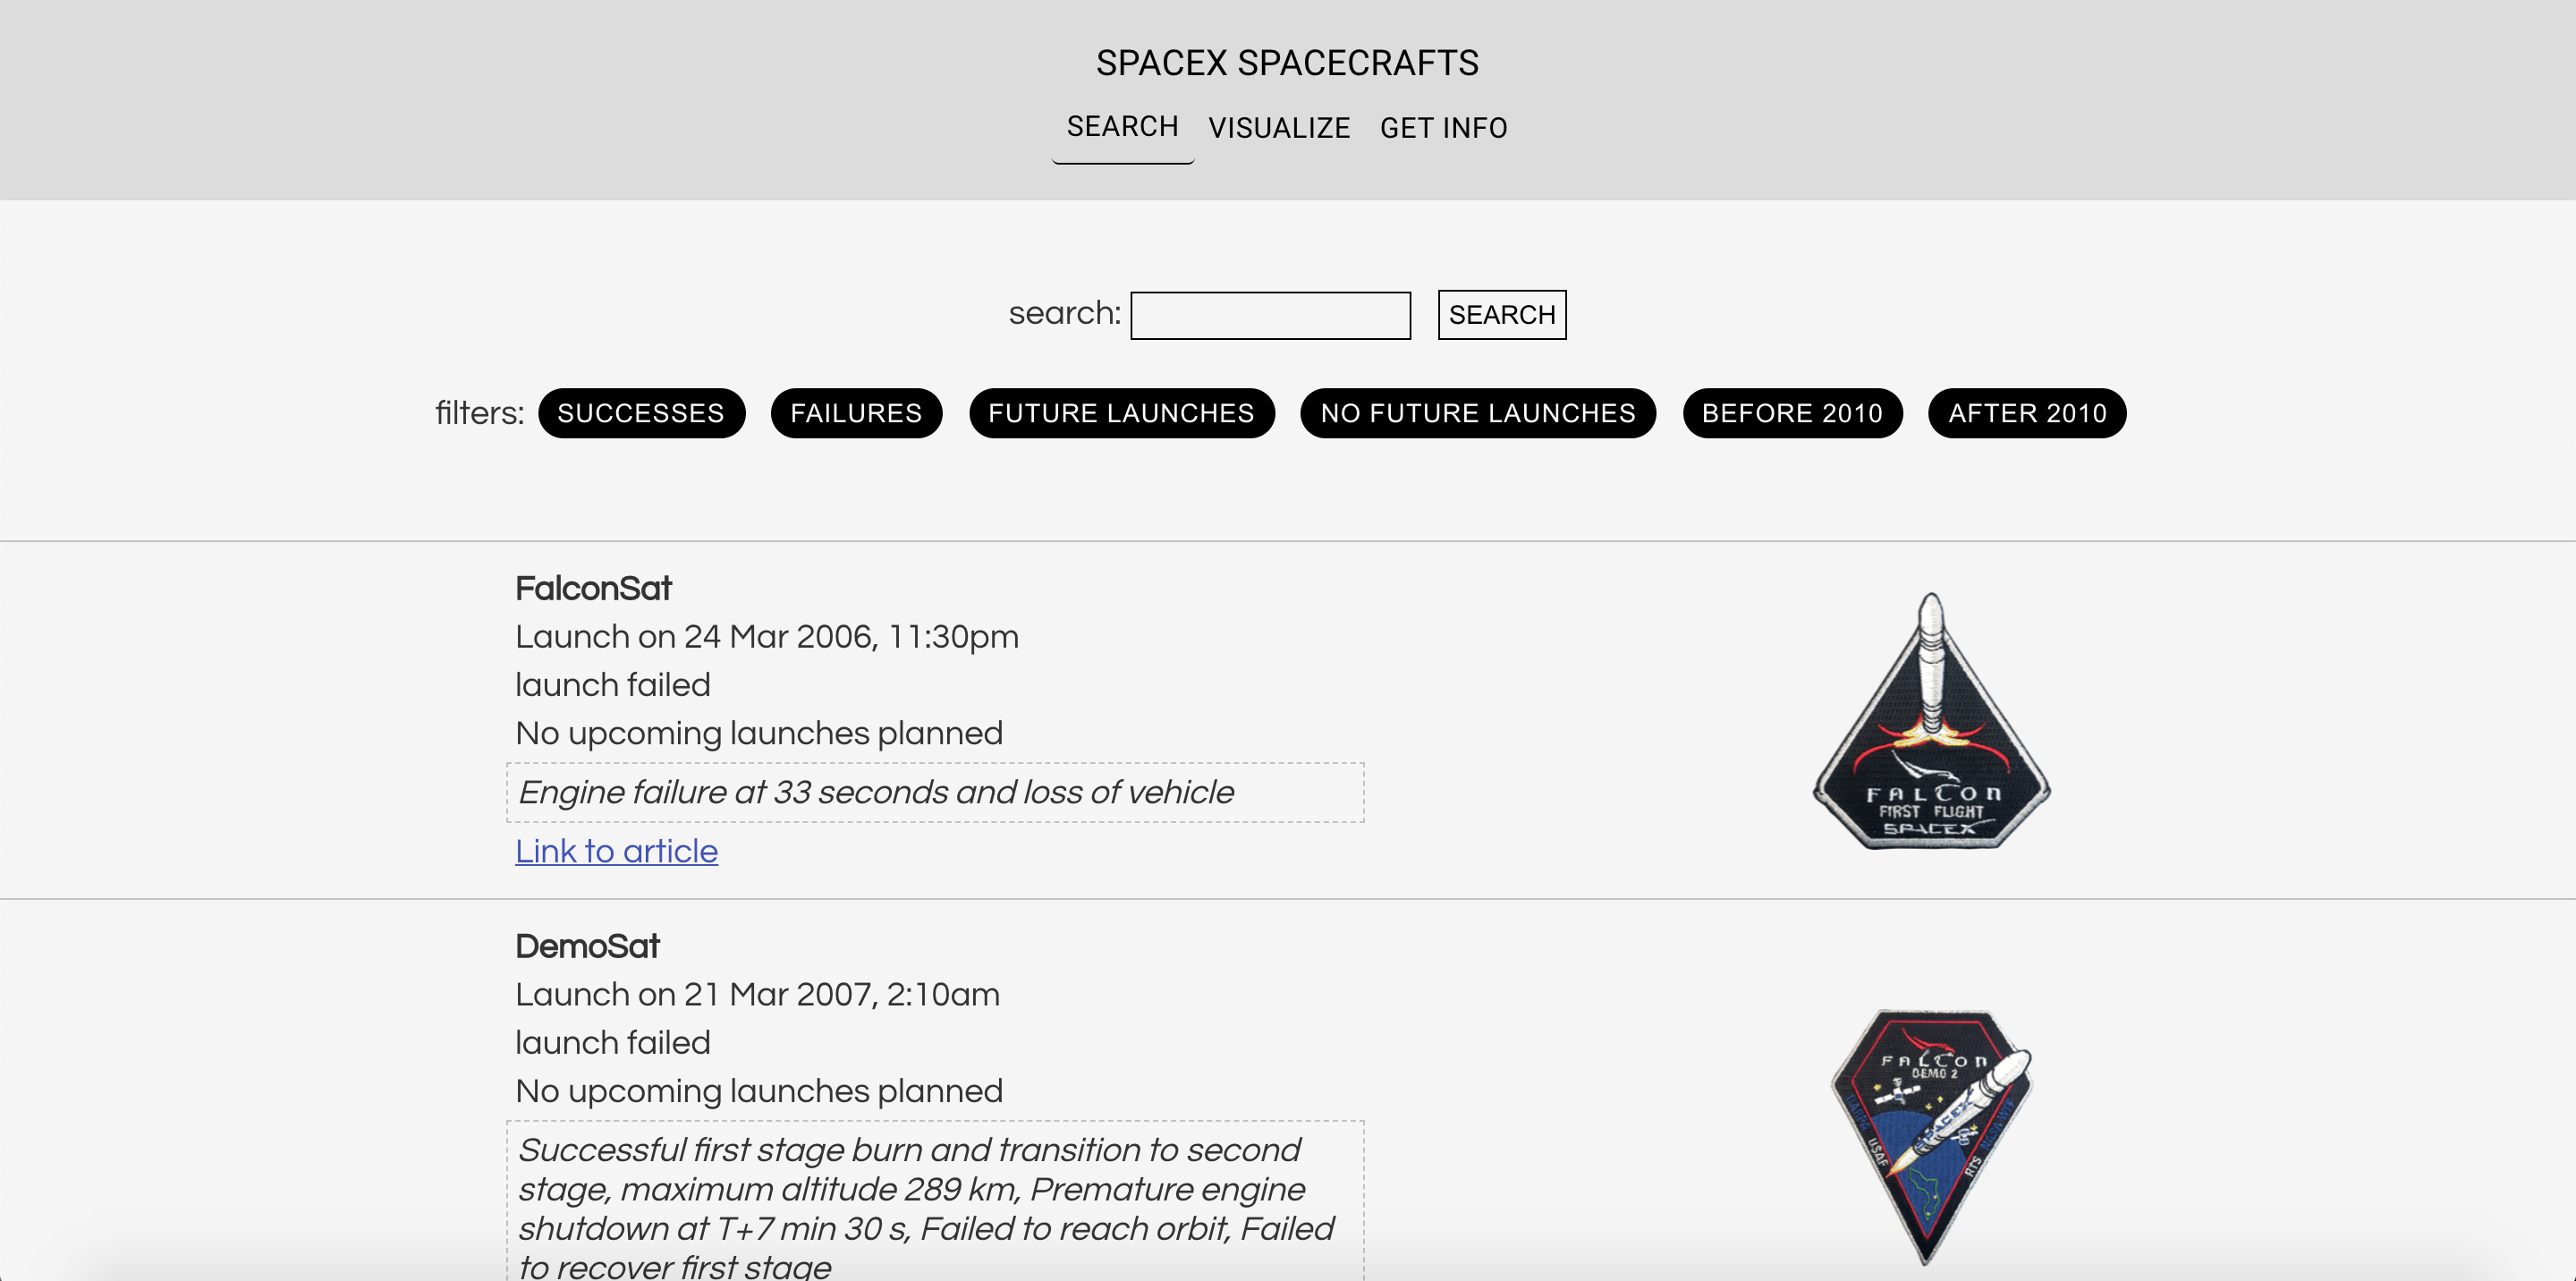 SPACEX SPACECRAFTS
SEARCH VISUALIZE GET INFO
search: SEARCH
filters: SUCCESSES FAILURES FUTURE LAUNCHES NO FUTURE LAUNCHES BEFORE 2010 AFTER 2010
FalconSat
Launch on 24 Mar 2006, 11:30pm
launch failed
No upcoming launches planned
Engine failure at 33 seconds and loss of vehicle
Link to article
FALCON
FIRST FLIGHT
SPACEX
DemoSat
Launch on 21 Mar 2007, 2:10am
launch failed
No upcoming launches planned
Successful first stage burn and transition to second
stage, maximum altitude 289 km, Premature engine
shutdown at T+7 min 30 s, Failed to reach orbit, Failed
to recover first stage
FALCON
DEMO 2
DARPA
USAF
SPACEX
RTS